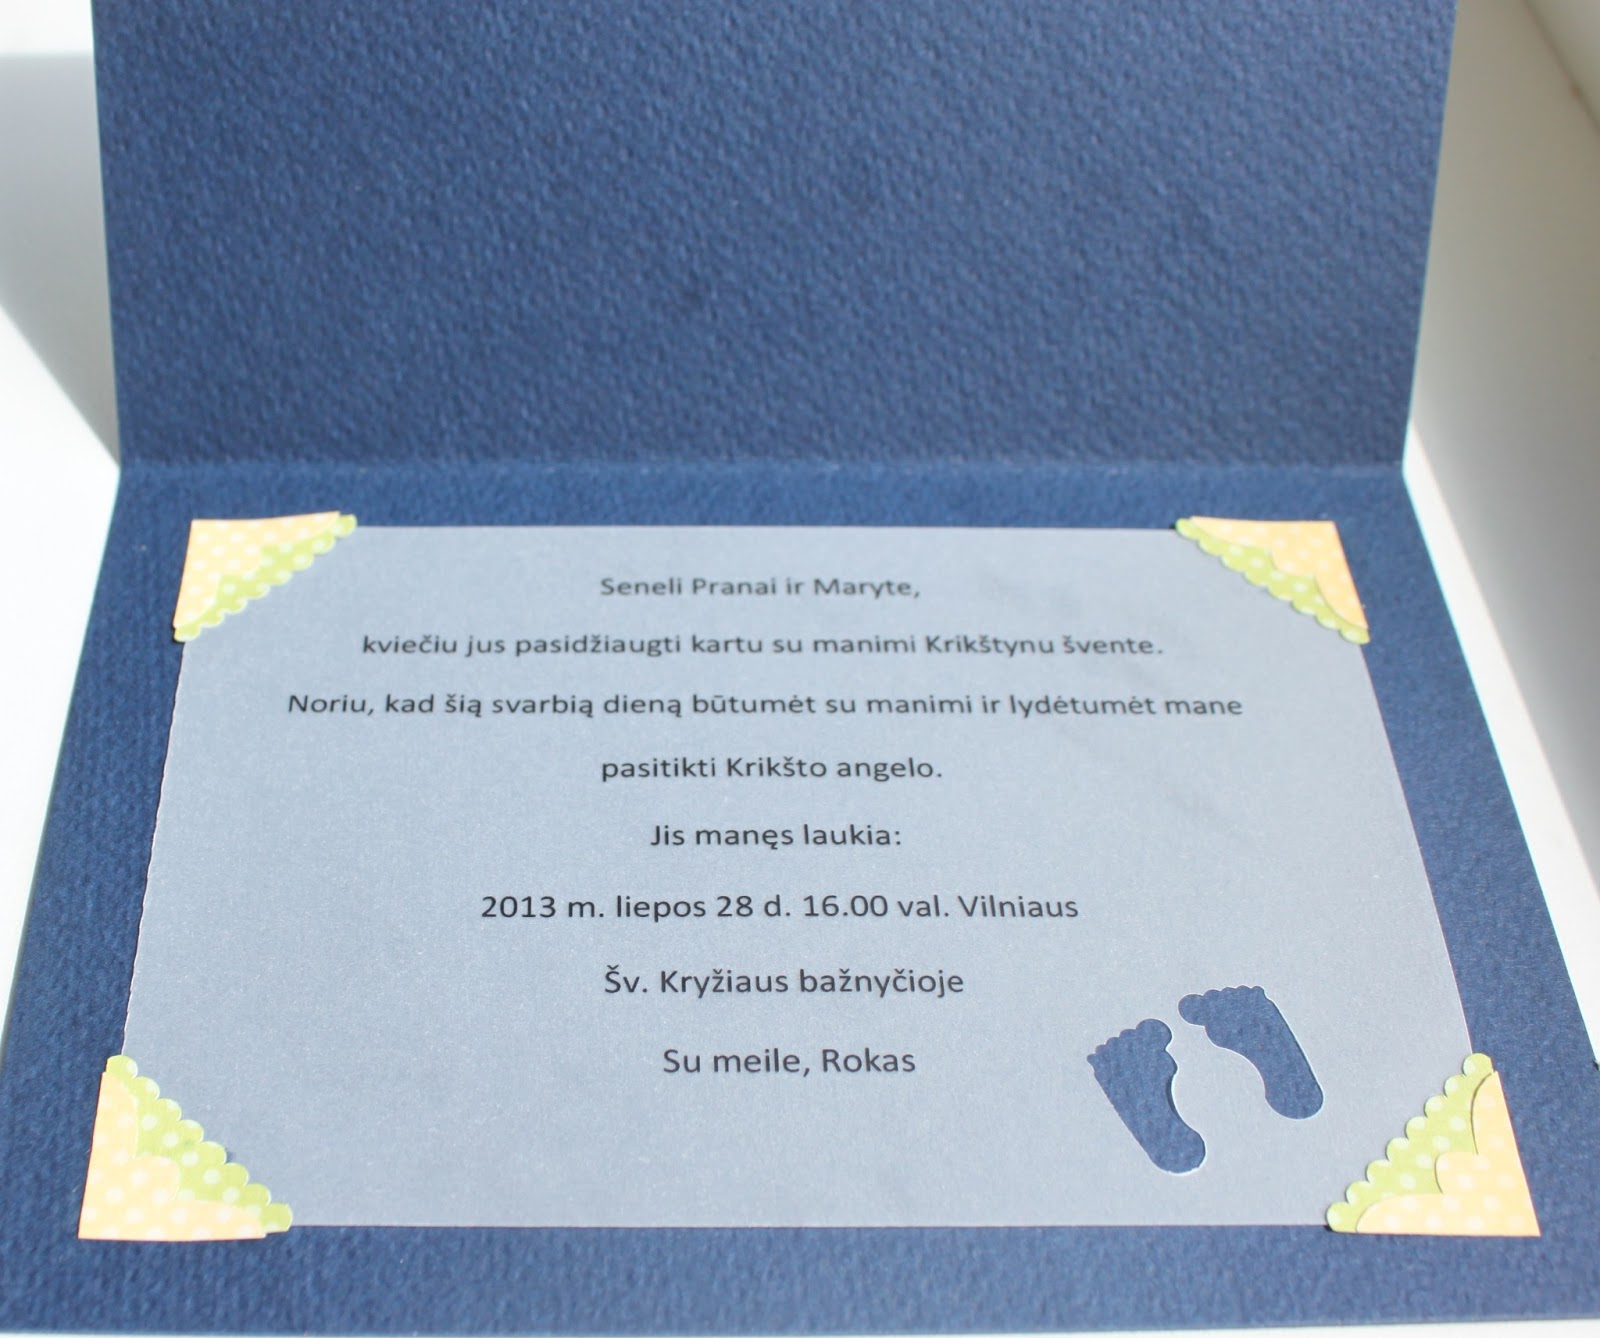 Seneli Pranai ir Maryte,
kviečiu jus pasidžiaugti kartu su manimi Krikštynu švente.
Noriu, kad šią svarbią dieną būtumėt su manimi ir lydėtumėt mane
pasitikti Krikšto angelo.
Jis manęs laukia:
2013 m. liepos 28 d. 16.00 val. Vilniaus
Šv. Kryžiaus bažnyčioje
Su meile, Rokas